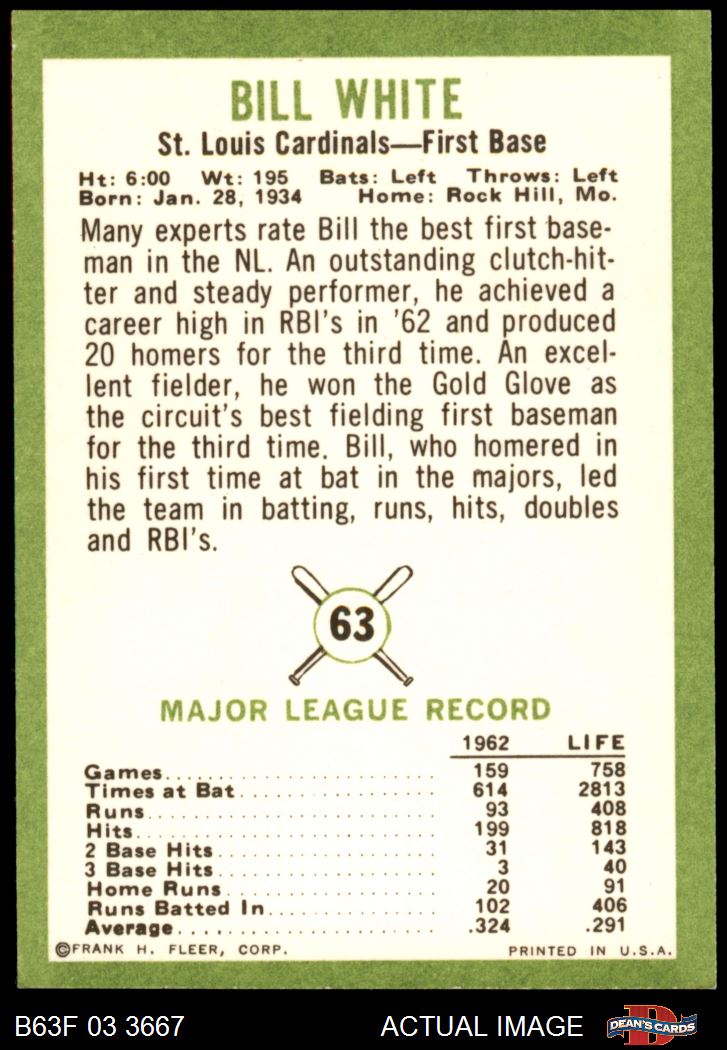 BILL WHITE
St. Louis Cardinals—First Base
Ht: 6:00 Wt: 195 Bats: Left Throws: Left
Born: Jan. 28, 1934 Home: Rock Hill, Mo.
Many experts rate Bill the best first base-
man in the NL. An outstanding clutch-hit-
ter and steady performer, he achieved a
career high in RBI's in '62 and produced
20 homers for the third time. An excel-
lent fielder, he won the Gold Glove as
the circuit's best fielding first baseman
for the third time. Bill, who homered in
his first time at bat in the majors, led
the team in batting, runs, hits, doubles
and RBI's.
63
MAJOR LEAGUE RECORD
1962 LIFE
Games 159 758
Times at Bat 614 2813
Runs 93 408
Hits 199 818
2 Base Hits 31 143
3 Base Hits 3 40
Home Runs 20 91
Runs Batted In 102 406
Average .324 .291
©FRANK H. FLEER, CORP. PRINTED IN U.S.A.
B63F 03 3667 ACTUAL IMAGE D DEAN'S CARDS